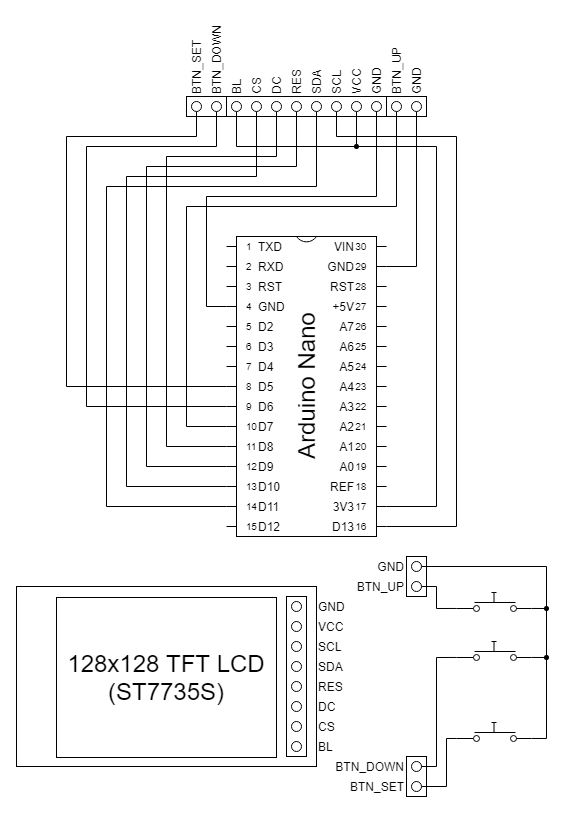 BTN_SET
BTN_DOWN
BL
CS
DC
RES
SDA
SCL
VCC
GND
BTN_UP
GND
Arduino Nano
1 TXD
2 RXD
3 RST
4 GND
5 D2
6 D3
7 D4
8 D5
9 D6
10 D7
11 D8
12 D9
13 D10
14 D11
15 D12
VIN 30
GND 29
RST 28
+5V 27
A7 26
A6 25
A5 24
A4 23
A3 22
A2 21
A1 20
A0 19
REF 18
3V3 17
D13 16
128x128 TFT LCD
(ST7735S)
GND
VCC
SCL
SDA
RES
DC
CS
BL
GND
BTN_UP
BTN_DOWN
BTN_SET